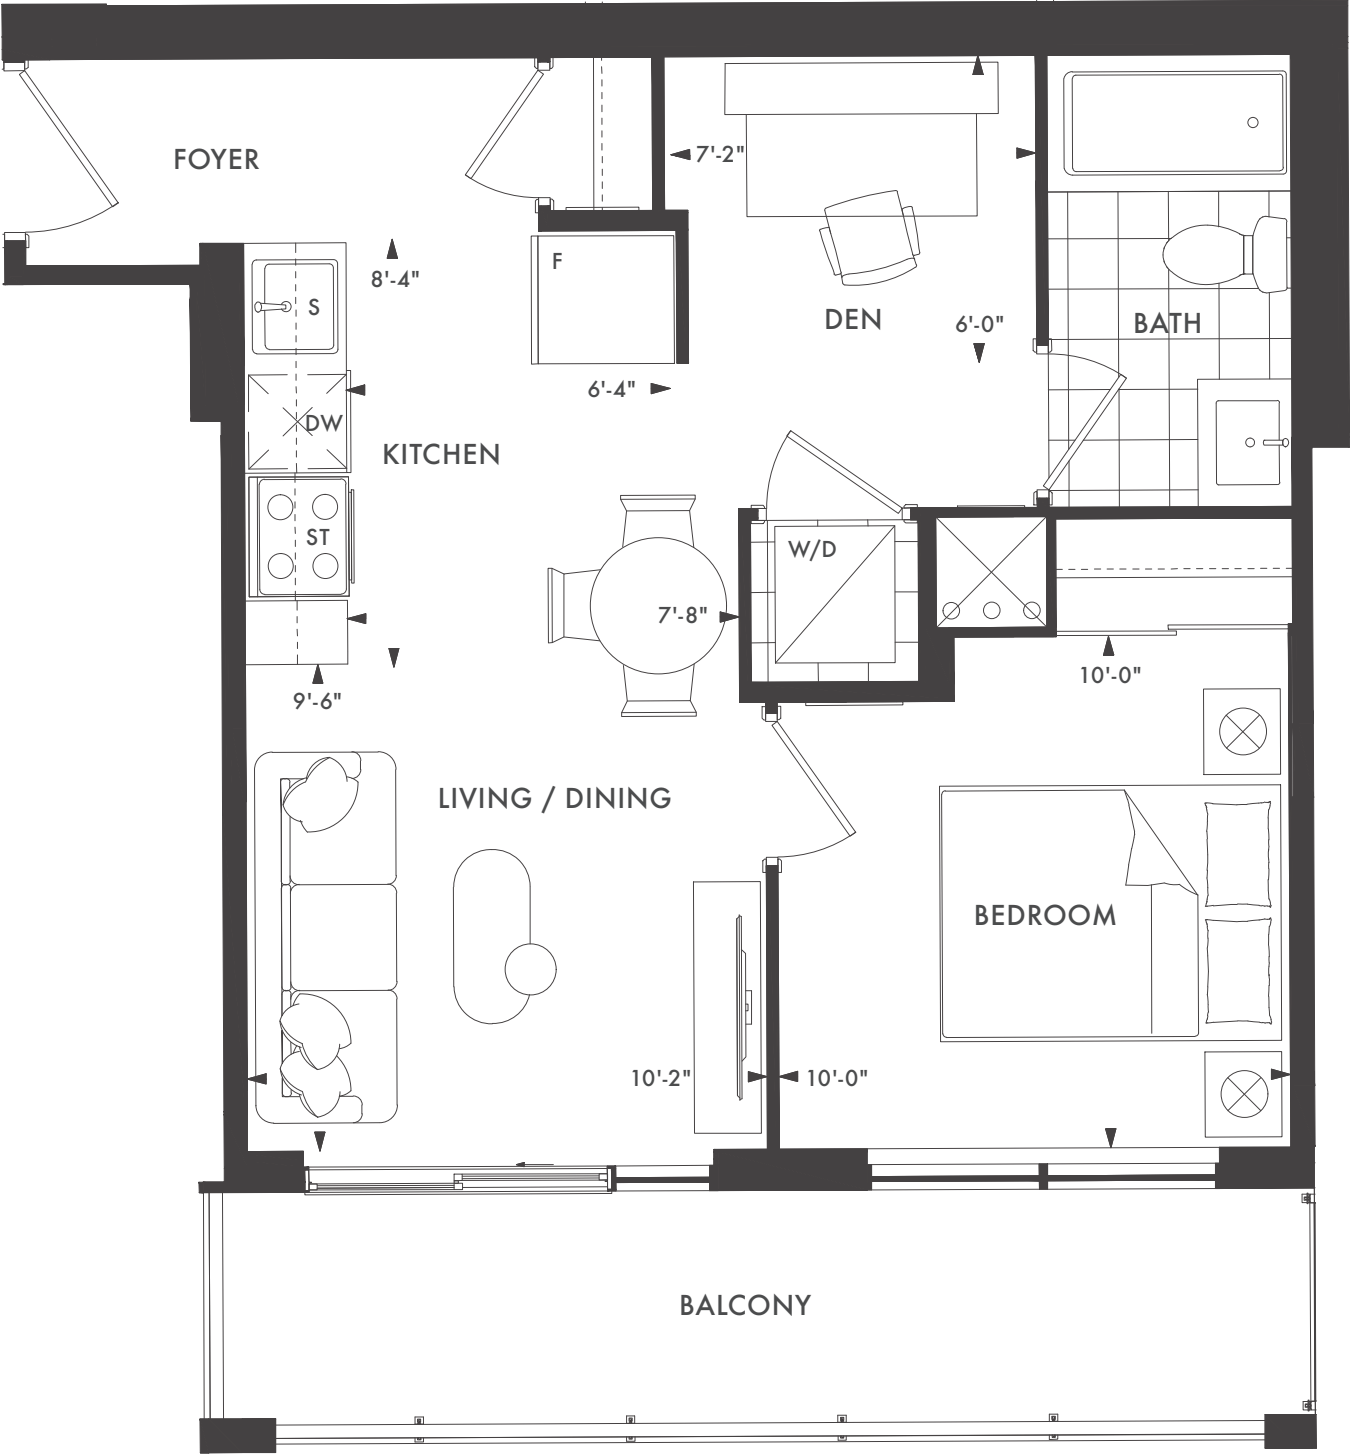 FOYER
7'-2"
8'-4"
F
S
DEN
6'-0"
BATH
6'-4"
DW
KITCHEN
ST
W/D
7'-8"
10'-0"
9'-6"
LIVING / DINING
BEDROOM
10'-2"
10'-0"
BALCONY